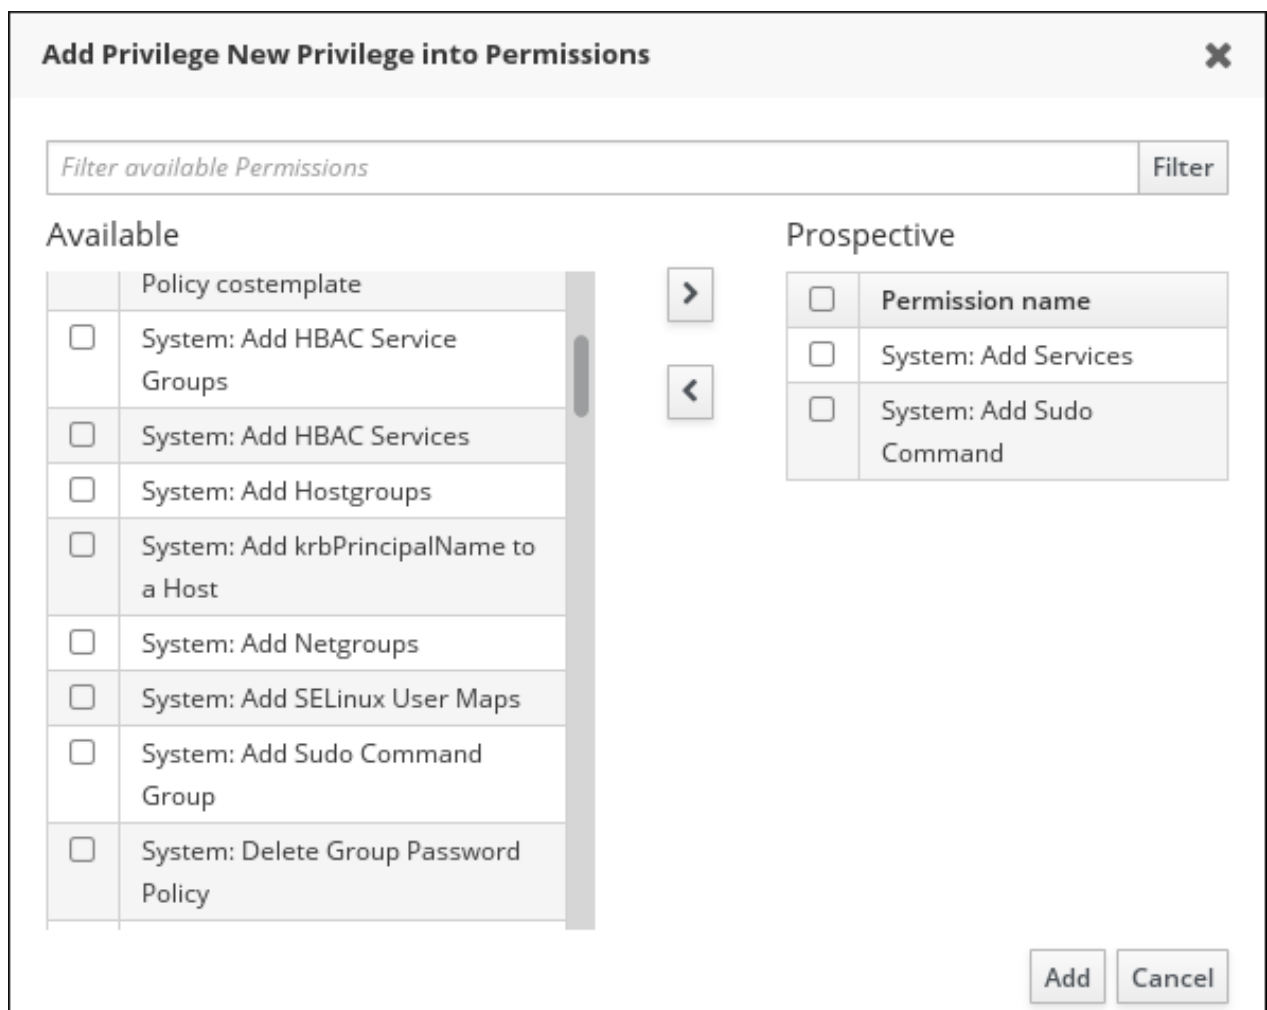 Add Privilege New Privilege into Permissions
Filter available Permissions
Filter
Available
Policy costemplate
System: Add HBAC Service
Groups
System: Add HBAC Services
System: Add Hostgroups
System: Add krbPrincipalName to
a Host
System: Add Netgroups
System: Add SELinux User Maps
System: Add Sudo Command
Group
System: Delete Group Password
Policy
Prospective
Permission name
System: Add Services
System: Add Sudo
Command
Add
Cancel